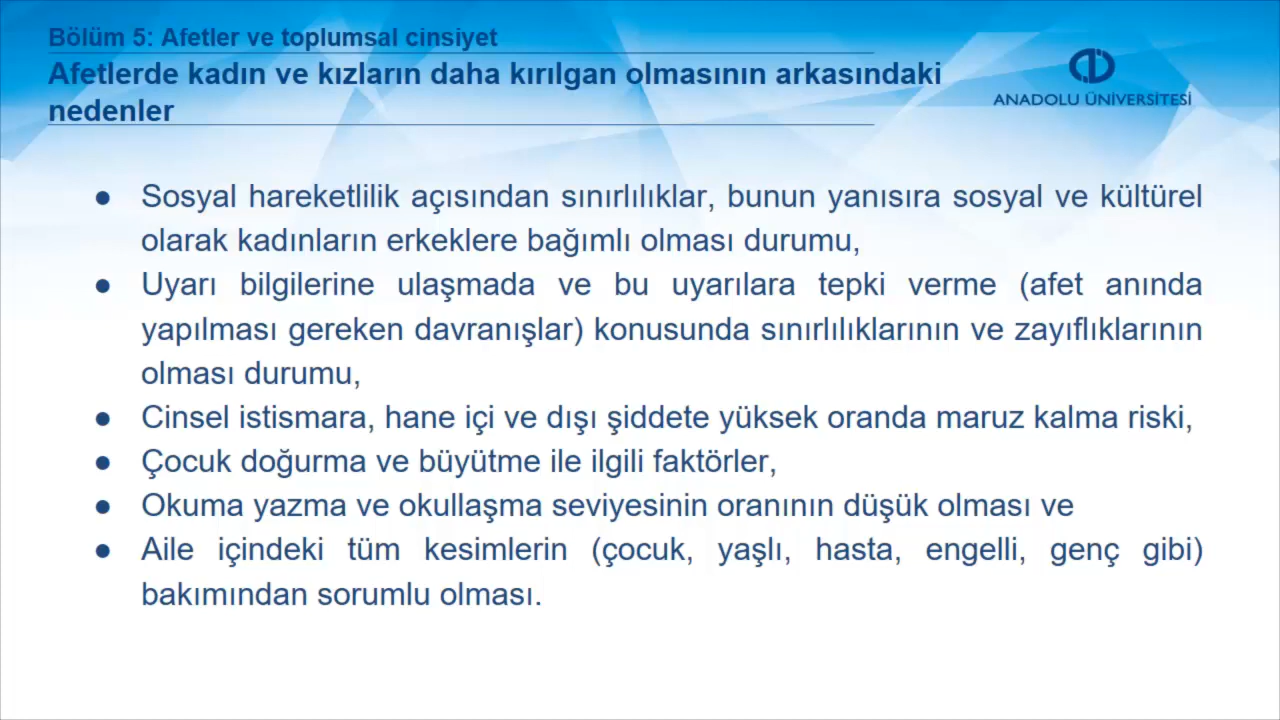 Bölüm 5: Afetler ve toplumsal cinsiyet
Afetlerde kadın ve kızların daha kırılgan olmasının arkasındaki
nedenler
ANADOLU ÜNİVERSİTESİ
● Sosyal hareketlilik açısından sınırlılıklar, bunun yanısıra sosyal ve kültürel
olarak kadınların erkeklere bağımlı olması durumu,
● Uyarı bilgilerine ulaşmada ve bu uyarılara tepki verme (afet anında
yapılması gereken davranışlar) konusunda sınırlılıklarının ve zayıflıklarının
olması durumu,
● Cinsel istismara, hane içi ve dışı şiddete yüksek oranda maruz kalma riski,
● Çocuk doğurma ve büyütme ile ilgili faktörler,
● Okuma yazma ve okullaşma seviyesinin oranının düşük olması ve
● Aile içindeki tüm kesimlerin (çocuk, yaşlı, hasta, engelli, genç gibi)
bakımından sorumlu olması.